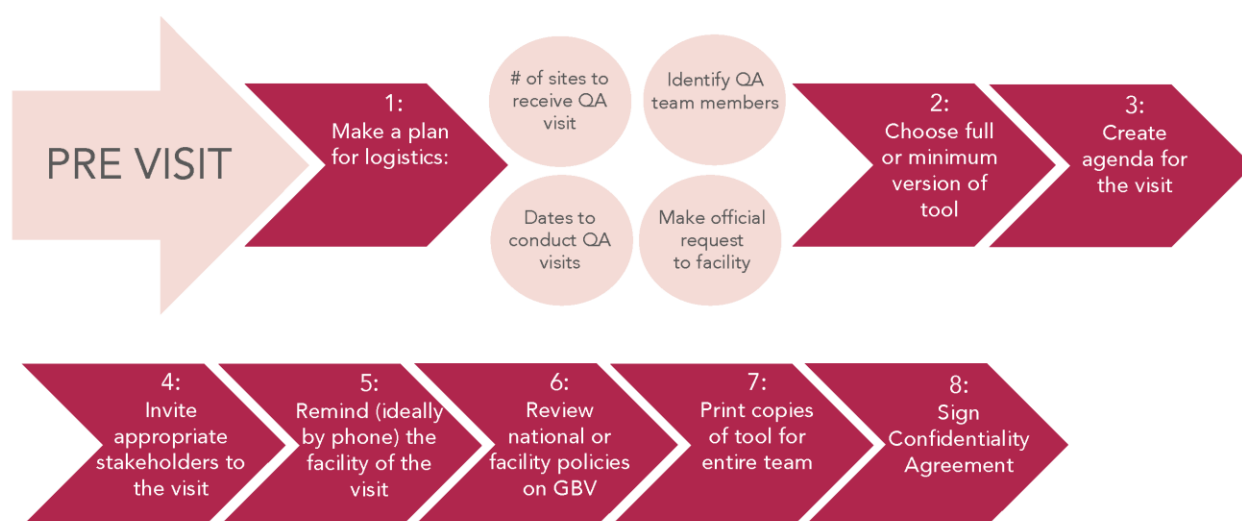 PRE VISIT
1:
Make a plan
for logistics:
# of sites to
receive QA
visit
Identify QA
team members
Dates to
conduct QA
visits
Make official
request
to facility
2:
Choose full
or minimum
version of
tool
3:
Create
agenda for
the visit
4:
Invite
appropriate
stakeholders to
the visit
5:
Remind (ideally
by phone) the
facility of the
visit
6:
Review
national or
facility policies
on GBV
7:
Print copies
of tool for
entire team
8:
Sign
Confidentiality
Agreement